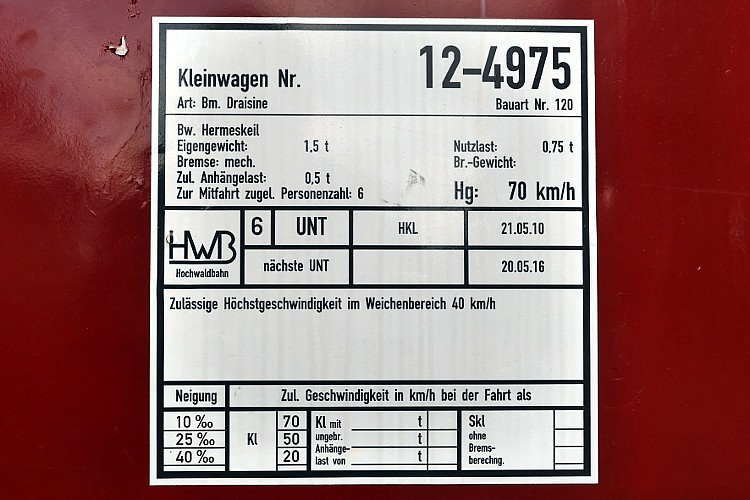 Kleinwagen Nr. 12-4975
Art: Bm. Draisine Bauart Nr. 120
Bw. Hermeskeil
Eigengewicht: 1,5 t Nutzlast: 0,75 t
Bremse: mech. Br.-Gewicht:
Zul. Anhängelast: 0,5 t
Zur Mitfahrt zugel. Personenzahl: 6 Hg: 70 km/h
HWB
Hochwaldbahn
6 UNT HKL 21.05.10
nächste UNT 20.05.16
Zulässige Höchstgeschwindigkeit im Weichenbereich 40 km/h
Neigung Zul. Geschwindigkeit in km/h bei der Fahrt als
10 ‰ 70 Kl mit t Skl
25 ‰ Kl 50 ungebr. t ohne
Anhänge- Brems-
40 ‰ 20 last von t berechng.